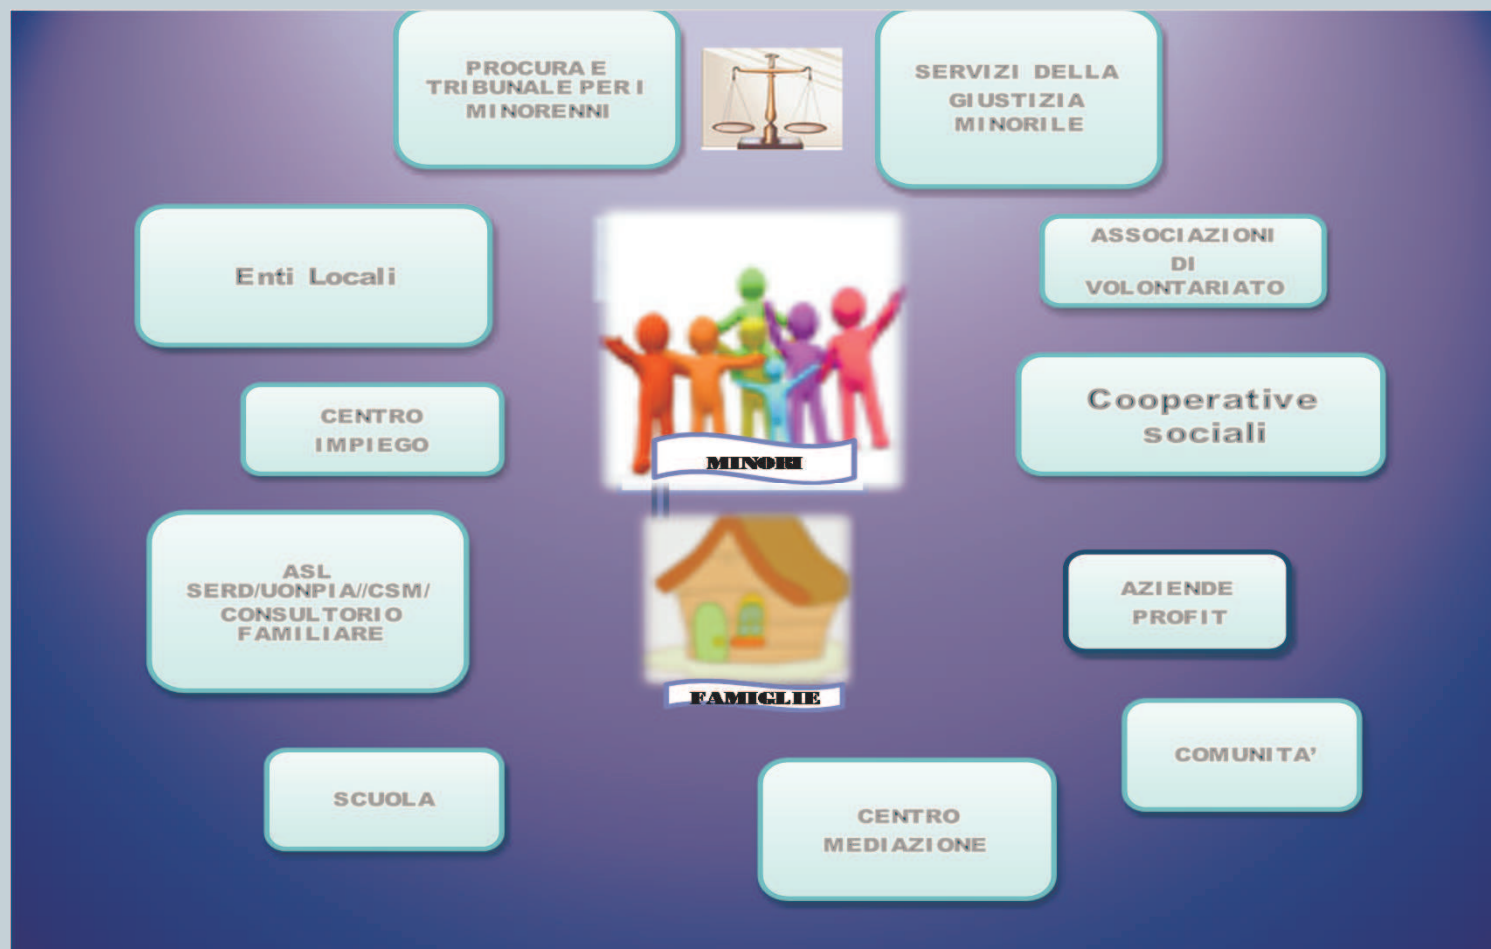 PROCURA E
TRIBUNALE PER I
MINORENNI
SERVIZI DELLA
GIUSTIZIA
MINORILE
Enti Locali
ASSOCIAZIONI
DI
VOLONTARIATO
CENTRO
IMPIEGO
Cooperative
sociali
MINORI
ASL
SERD/UONPIA//CSM/
CONSULTORIO
FAMILIARE
AZIENDE
PROFIT
FAMIGLIE
COMUNITA'
SCUOLA
CENTRO
MEDIAZIONE